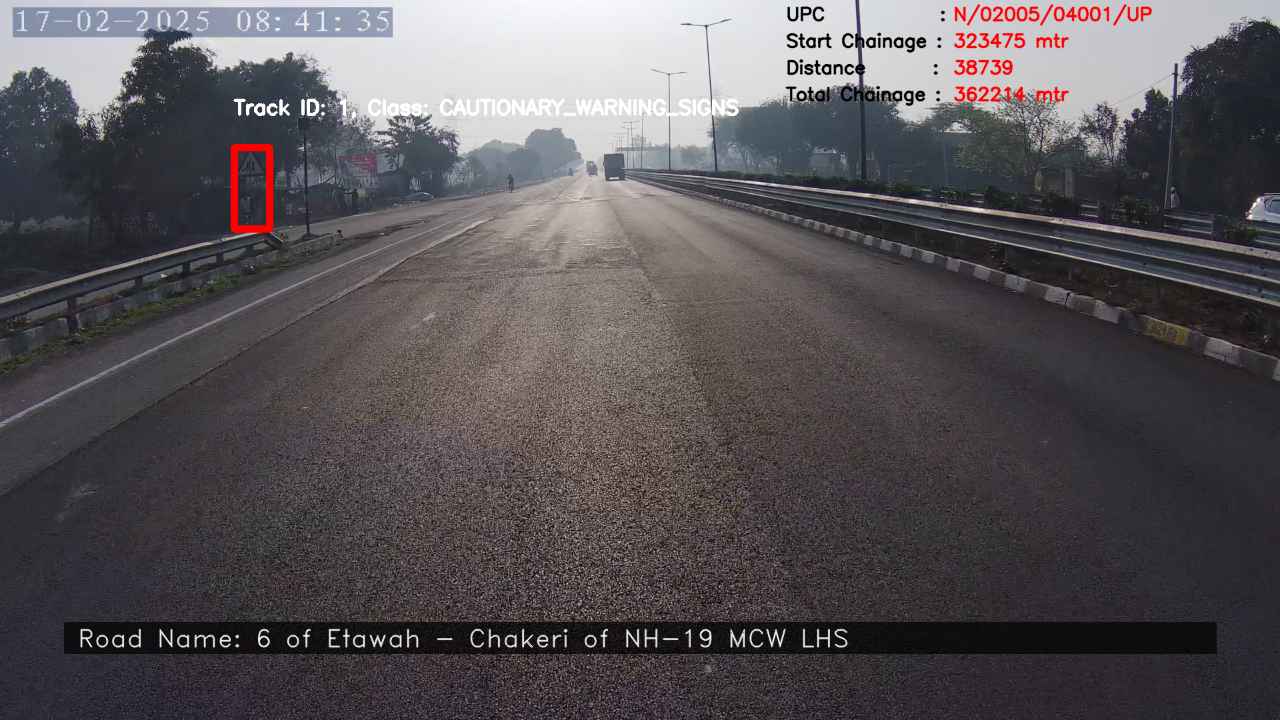 17-02-2025 08:41:35
UPC : N/02005/04001/UP
Start Chainage : 323475 mtr
Distance : 38739
Total Chainage : 362214 mtr
Track ID: 1, Class: CAUTIONARY_WARNING_SIGNS
Road Name: 6 of Etawah - Chakeri of NH-19 MCW LHS